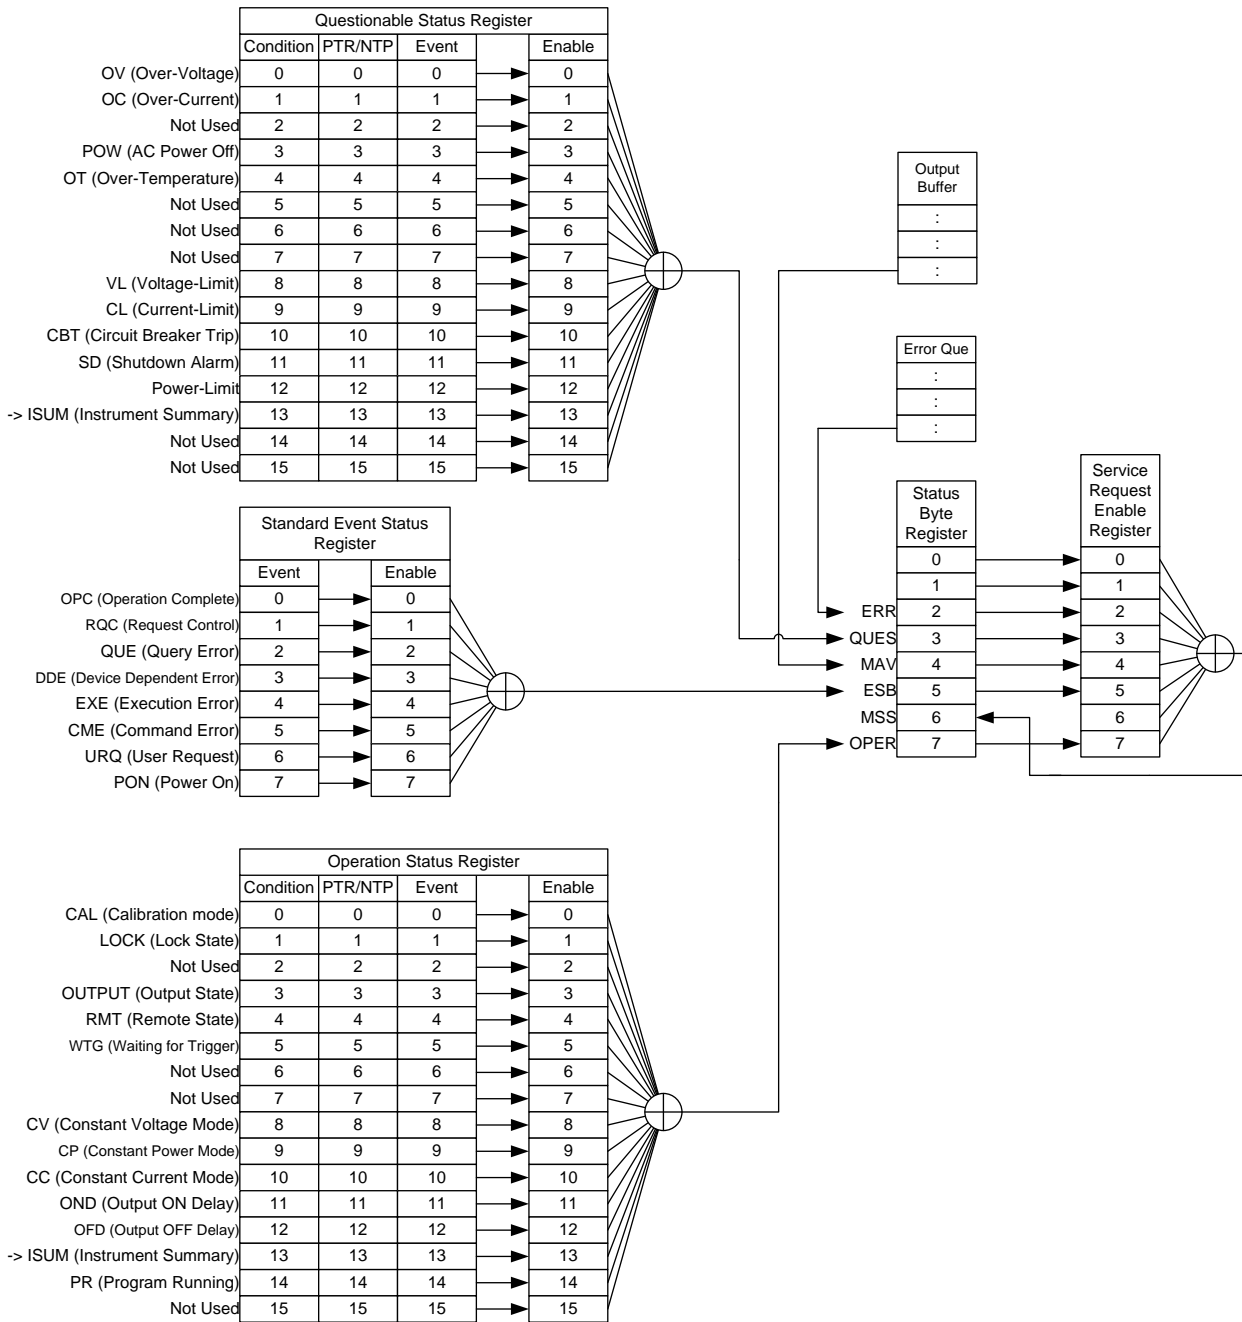 Questionable Status Register
Condition PTR/NTP Event Enable
OV (Over-Voltage) 0 0 0 0
OC (Over-Current) 1 1 1 1
Not Used 2 2 2 2
POW (AC Power Off) 3 3 3 3
OT (Over-Temperature) 4 4 4 4
Not Used 5 5 5 5
Not Used 6 6 6 6
Not Used 7 7 7 7
VL (Voltage-Limit) 8 8 8 8
CL (Current-Limit) 9 9 9 9
CBT (Circuit Breaker Trip) 10 10 10 10
SD (Shutdown Alarm) 11 11 11 11
Power-Limit 12 12 12 12
-> ISUM (Instrument Summary) 13 13 13 13
Not Used 14 14 14 14
Not Used 15 15 15 15
Output
Buffer
:
:
:
Error Que
:
:
:
Standard Event Status
Register
Event Enable
OPC (Operation Complete) 0 0
RQC (Request Control) 1 1
QUE (Query Error) 2 2
DDE (Device Dependent Error) 3 3
EXE (Execution Error) 4 4
CME (Command Error) 5 5
URQ (User Request) 6 6
PON (Power On) 7 7
Status
Byte
Register
Service
Request
Enable
Register
0 0
1 1
ERR 2 2
QUES 3 3
MAV 4 4
ESB 5 5
MSS 6 6
OPER 7 7
Operation Status Register
Condition PTR/NTP Event Enable
CAL (Calibration mode) 0 0 0 0
LOCK (Lock State) 1 1 1 1
Not Used 2 2 2 2
OUTPUT (Output State) 3 3 3 3
RMT (Remote State) 4 4 4 4
WTG (Waiting for Trigger) 5 5 5 5
Not Used 6 6 6 6
Not Used 7 7 7 7
CV (Constant Voltage Mode) 8 8 8 8
CP (Constant Power Mode) 9 9 9 9
CC (Constant Current Mode) 10 10 10 10
OND (Output ON Delay) 11 11 11 11
OFD (Output OFF Delay) 12 12 12 12
-> ISUM (Instrument Summary) 13 13 13 13
PR (Program Running) 14 14 14 14
Not Used 15 15 15 15